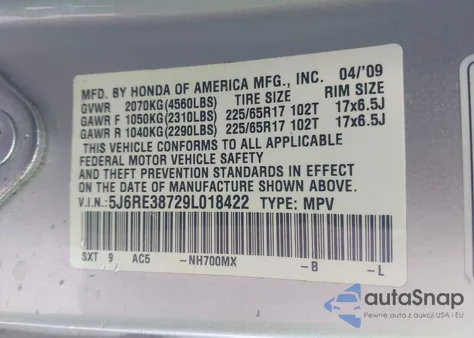 MFD. BY HONDA OF AMERICA MFG., INC. 04/'09
GVWR 2070KG(4560LBS) TIRE SIZE RIM SIZE
GAWR F 1050KG(2310LBS) 225/65R17 102T 17x6.5J
GAWR R 1040KG(2290LBS) 225/65R17 102T 17x6.5J
THIS VEHICLE CONFORMS TO ALL APPLICABLE
FEDERAL MOTOR VEHICLE SAFETY
AND THEFT PREVENTION STANDARDS IN EFFECT
ON THE DATE OF MANUFACTURE SHOWN ABOVE.
V.I.N.: 5J6RE38729L018422 TYPE: MPV
SXT 9 AC5 -NH700MX -B -L
autoSnap
Pewne auta z aukcji USA i EU